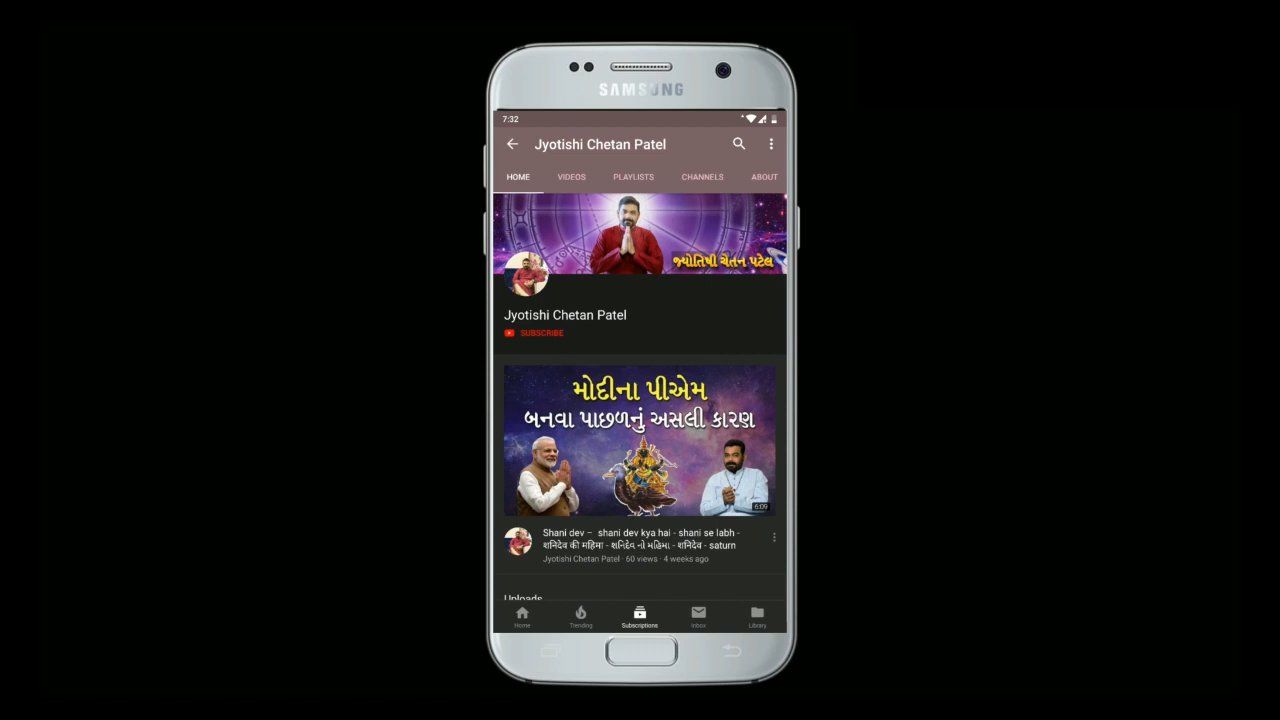 SAMSUNG
7:32
Jyotishi Chetan Patel
HOME VIDEOS PLAYLISTS CHANNELS ABOUT
જ્યોતિષી ચેતન પટેલ
Jyotishi Chetan Patel
SUBSCRIBE
મોદીના પીએમ
બનવા પાછળનું અસલી કારણ
6:09
Shani dev – shani dev kya hai - shani se labh -
शनिदेव की महिमा - શનિદેવ નો મહિમા - शनिदेव - saturn
Jyotishi Chetan Patel · 60 views · 4 weeks ago
Uploads
Home Trending Subscriptions Inbox Library